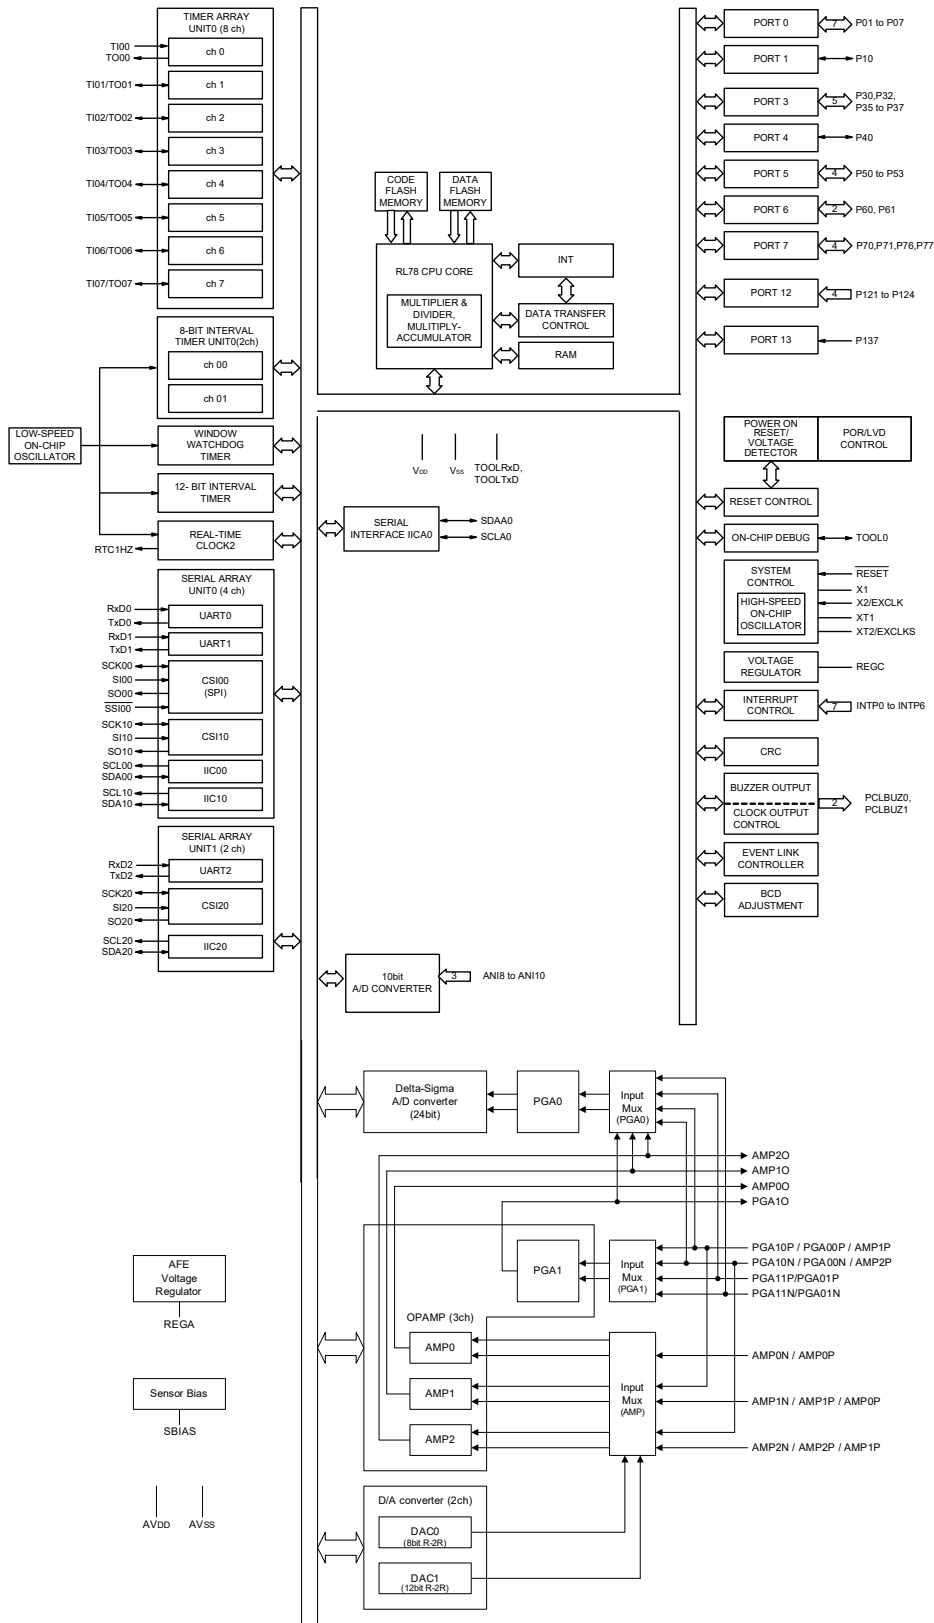 TIMER ARRAY
UNIT0 (8 ch)
TI00
TO00
ch 0
TI01/TO01
ch 1
TI02/TO02
ch 2
TI03/TO03
ch 3
TI04/TO04
ch 4
TI05/TO05
ch 5
TI06/TO06
ch 6
TI07/TO07
ch 7
8-BIT INTERVAL
TIMER UNIT0(2ch)
ch 00
ch 01
LOW-SPEED
ON-CHIP
OSCILLATOR
WINDOW
WATCHDOG
TIMER
12- BIT INTERVAL
TIMER
REAL-TIME
CLOCK2
RTC1HZ
SERIAL ARRAY
UNIT0 (4 ch)
RxD0
TxD0
UART0
RxD1
TxD1
UART1
SCK00
SI00
SO00
SSI00
CSI00
(SPI)
SCK10
SI10
SO10
CSI10
SCL00
SDA00
IIC00
SCL10
SDA10
IIC10
SERIAL ARRAY
UNIT1 (2 ch)
RxD2
TxD2
UART2
SCK20
SI20
SO20
CSI20
SCL20
SDA20
IIC20
CODE
FLASH
MEMORY
DATA
FLASH
MEMORY
RL78 CPU CORE
MULTIPLIER &
DIVIDER,
MULITIPLY-
ACCUMULATOR
INT
DATA TRANSFER
CONTROL
RAM
VDD
VSS
TOOLRxD,
TOOLTxD
SERIAL
INTERFACE IICA0
SDAA0
SCLA0
10bit
A/D CONVERTER
3
ANI8 to ANI10
PORT 0
7
P01 to P07
PORT 1
P10
PORT 3
5
P30,P32,
P35 to P37
PORT 4
P40
PORT 5
4
P50 to P53
PORT 6
2
P60, P61
PORT 7
4
P70,P71,P76,P77
PORT 12
4
P121 to P124
PORT 13
P137
POWER ON
RESET/
VOLTAGE
DETECTOR
POR/LVD
CONTROL
RESET CONTROL
ON-CHIP DEBUG
TOOL0
SYSTEM
CONTROL
HIGH-SPEED
ON-CHIP
OSCILLATOR
RESET
X1
X2/EXCLK
XT1
XT2/EXCLKS
VOLTAGE
REGULATOR
REGC
INTERRUPT
CONTROL
7
INTP0 to INTP6
CRC
BUZZER OUTPUT
CLOCK OUTPUT
CONTROL
2
PCLBUZ0,
PCLBUZ1
EVENT LINK
CONTROLLER
BCD
ADJUSTMENT
Delta-Sigma
A/D converter
(24bit)
PGA0
Input
Mux
(PGA0)
AMP2O
AMP1O
AMP0O
PGA1O
PGA1
Input
Mux
(PGA1)
PGA10P / PGA00P / AMP1P
PGA10N / PGA00N / AMP2P
PGA11P/PGA01P
PGA11N/PGA01N
OPAMP (3ch)
AMP0
AMP1
AMP2
Input
Mux
(AMP)
AMP0N / AMP0P
AMP1N / AMP1P / AMP0P
AMP2N / AMP2P / AMP1P
D/A converter (2ch)
DAC0
(8bit R-2R)
DAC1
(12bit R-2R)
AFE
Voltage
Regulator
REGA
Sensor Bias
SBIAS
AVDD
AVSS